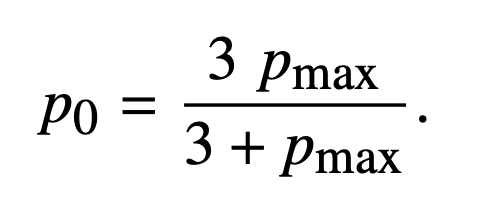 p₀ = 3 pₘₐₓ / 3 + pₘₐₓ.